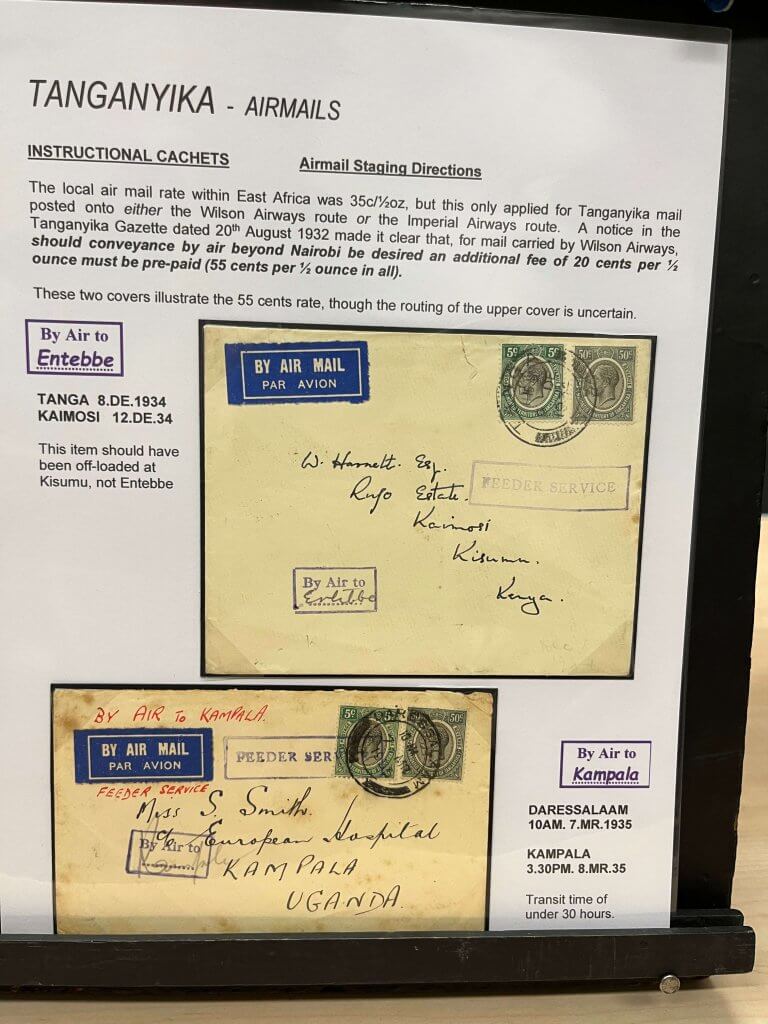 TANGANYIKA - AIRMAILS
INSTRUCTIONAL CACHETS
Airmail Staging Directions
The local air mail rate within East Africa was 35c/½oz, but this only applied for Tanganyika mail
posted onto either the Wilson Airways route or the Imperial Airways route. A notice in the
Tanganyika Gazette dated 20th August 1932 made it clear that, for mail carried by Wilson Airways,
should conveyance by air beyond Nairobi be desired an additional fee of 20 cents per ½
ounce must be pre-paid (55 cents per ½ ounce in all).
These two covers illustrate the 55 cents rate, though the routing of the upper cover is uncertain.
By Air to
Entebbe
TANGA 8.DE.1934
KAIMOSI 12.DE.34
This item should have
been off-loaded at
Kisumu, not Entebbe
BY AIR MAIL
PAR AVION
5c 5c
50c 50c
W. Harnett. Esq.
Estate.
Kaimosi
Kisumu.
Kenya.
FEEDER SERVICE
By Air to
Entebbe
BY AIR TO KAMPALA.
BY AIR MAIL
PAR AVION
FEEDER SER
5c
50c
FEEDER SERVICE
Miss S. Smith.
c/o European Hospital
KAMPALA
UGANDA.
By Air to
By Air to
Kampala
DARESSALAAM
10AM. 7.MR.1935
KAMPALA
3.30PM. 8.MR.35
Transit time of
under 30 hours.